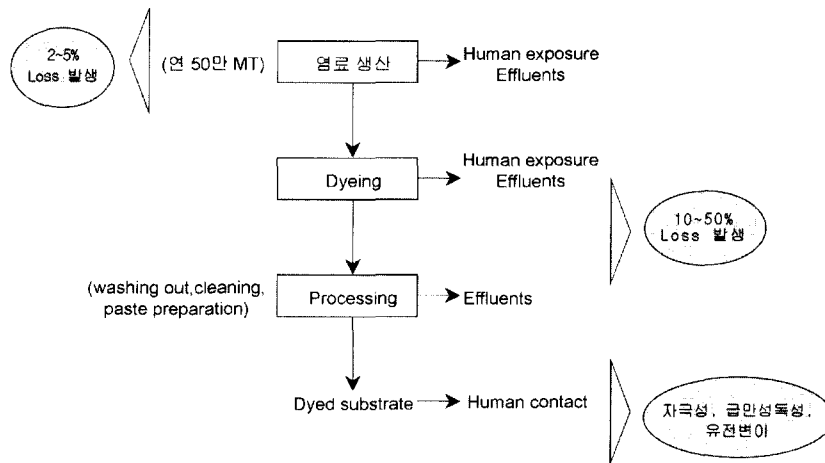 2~5%
Loss 발생
(연 50만 MT)
염료 생산
Human exposure
Effluents
Dyeing
Human exposure
Effluents
10~50%
Loss 발생
(washing out,cleaning,
paste preparation)
Processing
Effluents
Dyed substrate
Human contact
자극성, 급만성독성,
유전변이